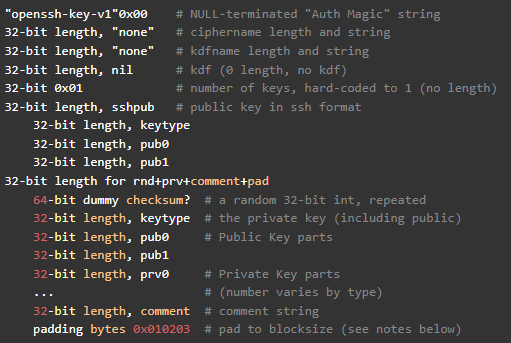 "openssh-key-v1"0x00    # NULL-terminated "Auth Magic" string
32-bit length, "none"   # ciphername length and string
32-bit length, "none"   # kdfname length and string
32-bit length, nil      # kdf (0 length, no kdf)
32-bit 0x01             # number of keys, hard-coded to 1 (no length)
32-bit length, sshpub   # public key in ssh format
    32-bit length, keytype
    32-bit length, pub0
    32-bit length, pub1
32-bit length for rnd+prv+comment+pad
    64-bit dummy checksum?  # a random 32-bit int, repeated
    32-bit length, keytype  # the private key (including public)
    32-bit length, pub0     # Public Key parts
    32-bit length, pub1
    32-bit length, prv0     # Private Key parts
    ...                     # (number varies by type)
    32-bit length, comment  # comment string
    padding bytes 0x010203  # pad to blocksize (see notes below)